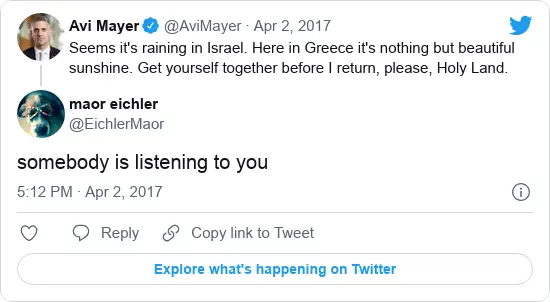 Avi Mayer @AviMayer · Apr 2, 2017
Seems it's raining in Israel. Here in Greece it's nothing but beautiful
sunshine. Get yourself together before I return, please, Holy Land.
maor eichler
@EichlerMaor
somebody is listening to you
5:12 PM · Apr 2, 2017
Reply
Copy link to Tweet
Explore what's happening on Twitter